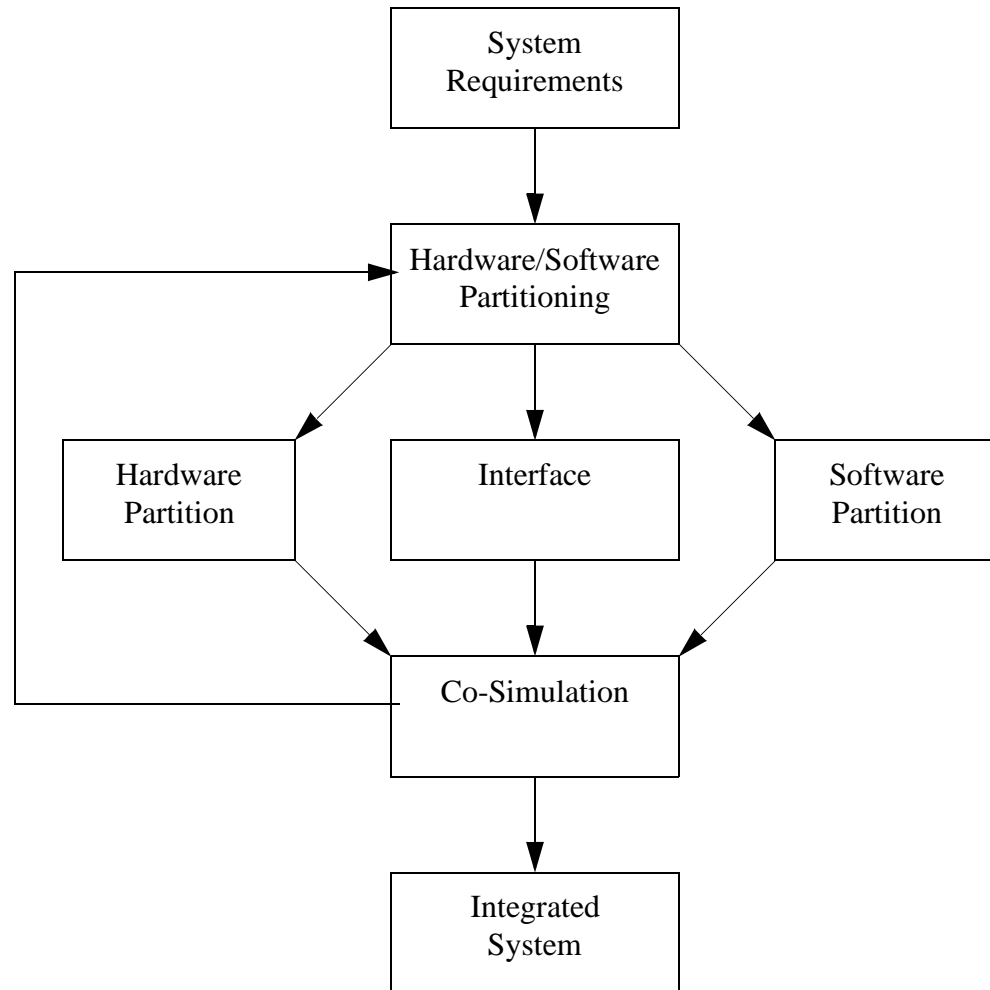 System
Requirements
Hardware/Software
Partitioning
Hardware
Partition
Interface
Software
Partition
Co-Simulation
Integrated
System